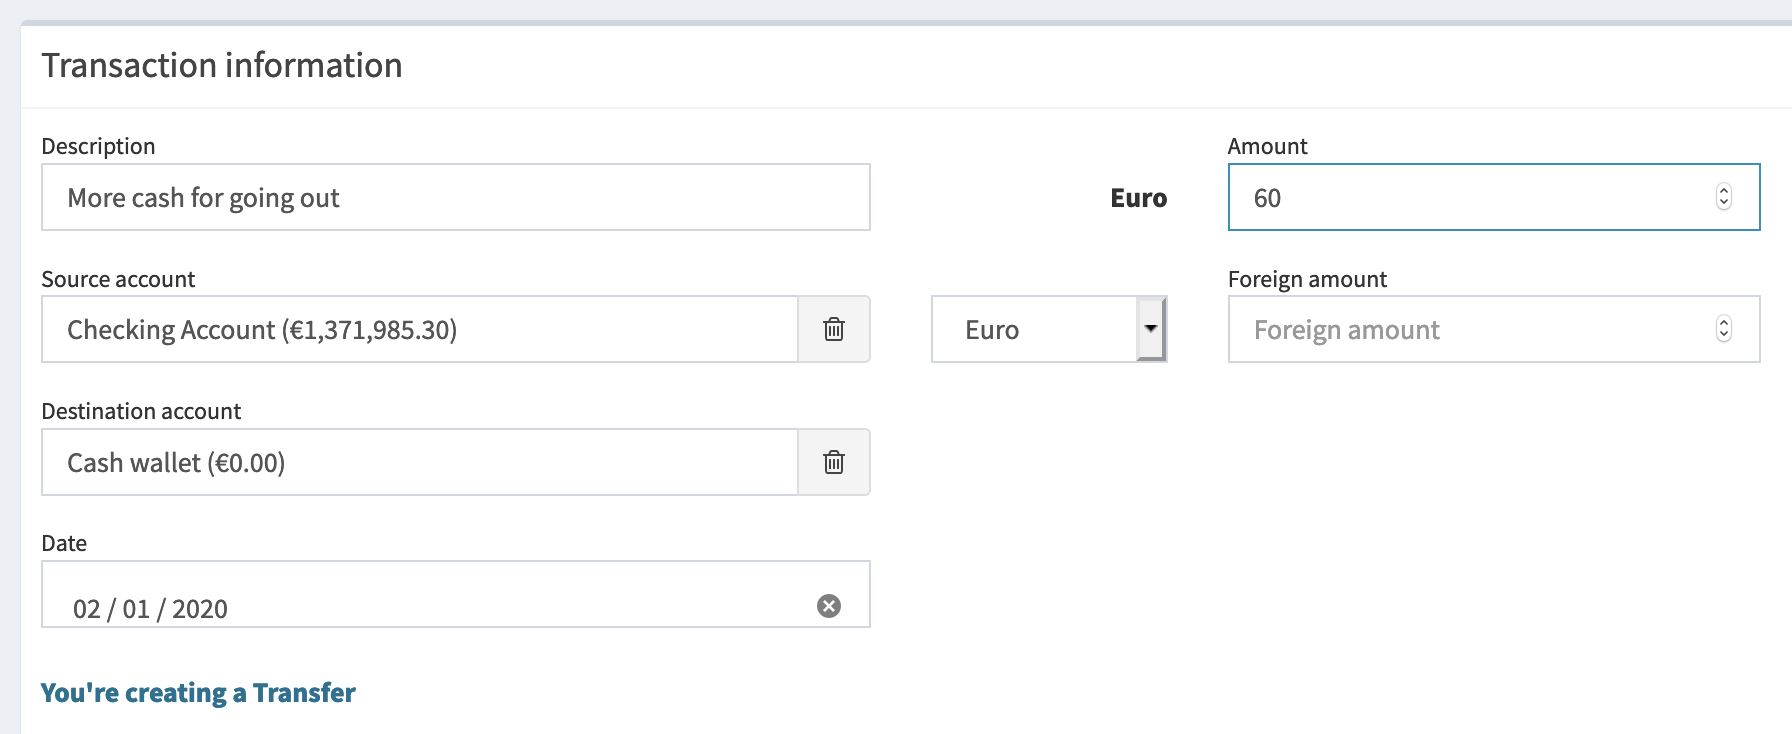 Transaction information
Description
More cash for going out
Euro
Amount
60
Source account
Checking Account (€1,371,985.30)
Euro
Foreign amount
Foreign amount
Destination account
Cash wallet (€0.00)
Date
02 / 01 / 2020
You're creating a Transfer